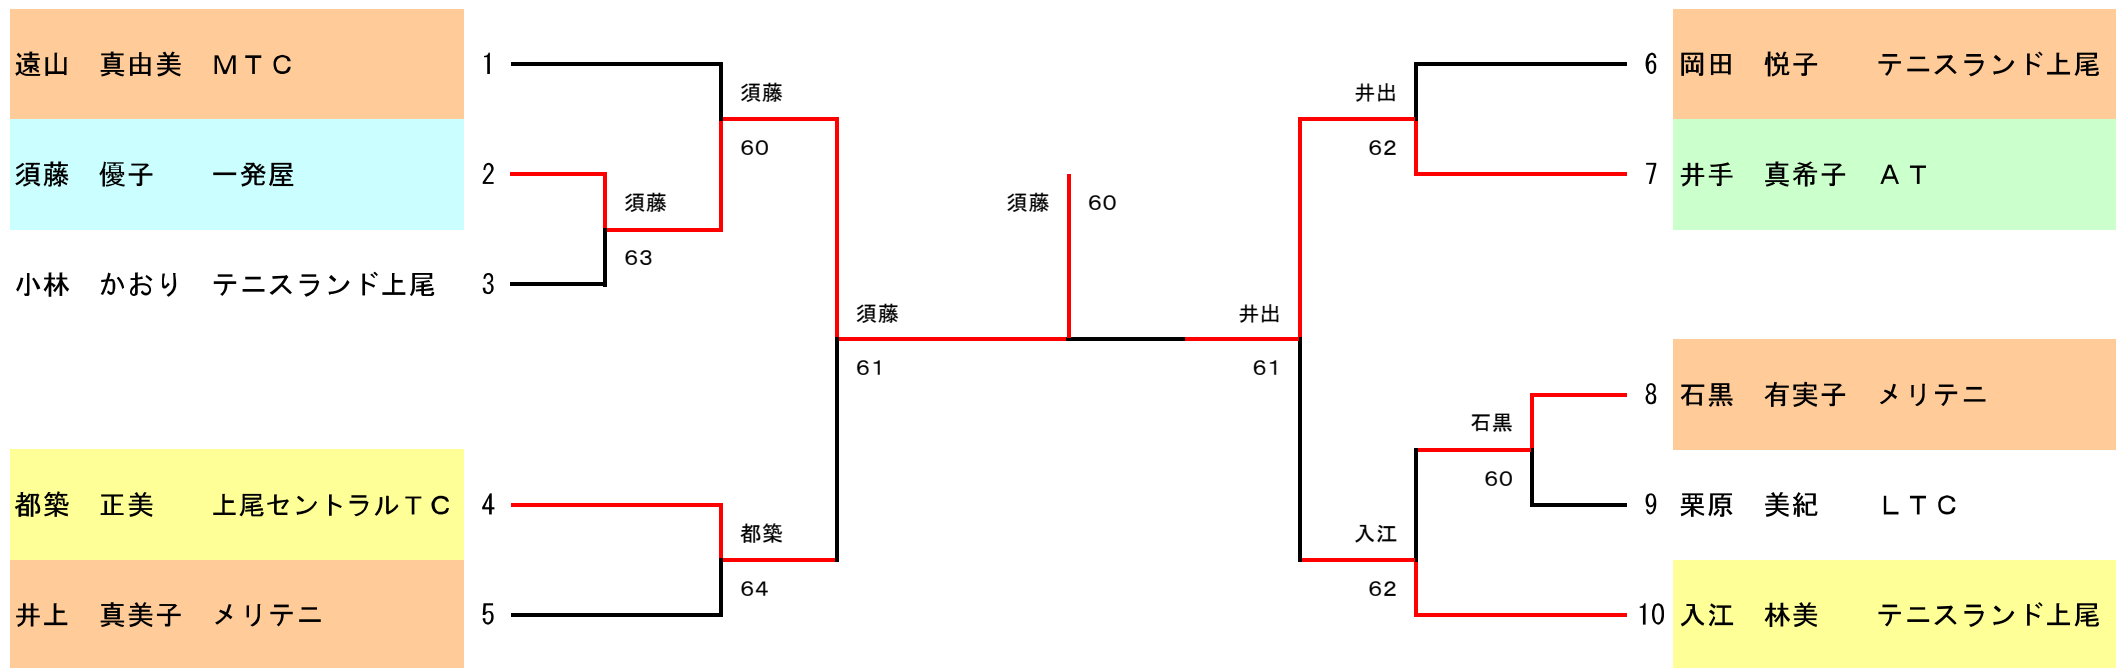 遠山　真由美　ＭＴＣ　1
須藤
60
須藤　優子　　一発屋　2
須藤
63
小林　かおり　テニスランド上尾　3
須藤
61
都築　正美　　上尾セントラルＴＣ　4
都築
64
井上　真美子　メリテニ　5
須藤　60
6　岡田　悦子　　テニスランド上尾
井出
62
7　井手　真希子　ＡＴ
井出
61
8　石黒　有実子　メリテニ
石黒
60
9　栗原　美紀　　ＬＴＣ
入江
62
10　入江　林美　　テニスランド上尾